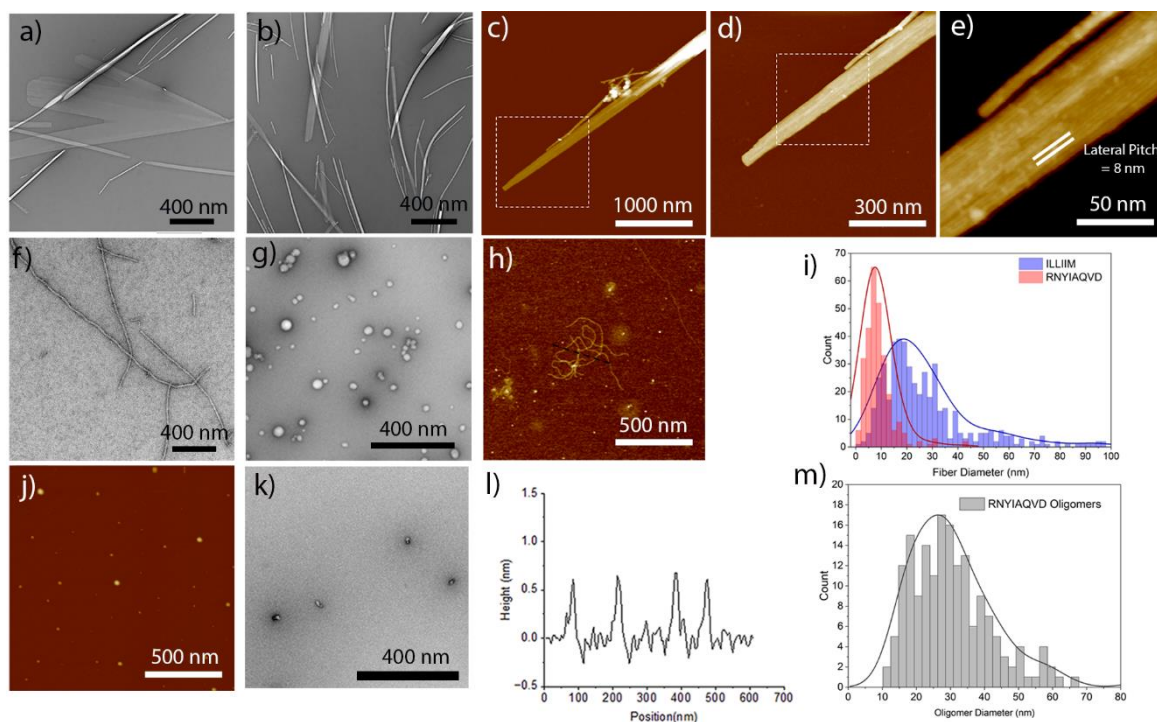 a)
400 nm
b)
400 nm
c)
1000 nm
d)
300 nm
e)
Lateral Pitch
= 8 nm
50 nm
f)
400 nm
g)
400 nm
h)
500 nm
i)
ILLIIM
RNYIAQVD
Count
70
60
50
40
30
20
10
0
0 10 20 30 40 50 60 70 80 90 100
Fiber Diameter (nm)
j)
500 nm
k)
400 nm
l)
Height (nm)
1.5
1.0
0.5
0.0
−0.5
0 100 200 300 400 500 600 700
Position(nm)
m)
RNYIAQVD Oligomers
Count
20
18
16
14
12
10
8
6
4
2
0
0 20 40 60 80
Oligomer Diameter (nm)